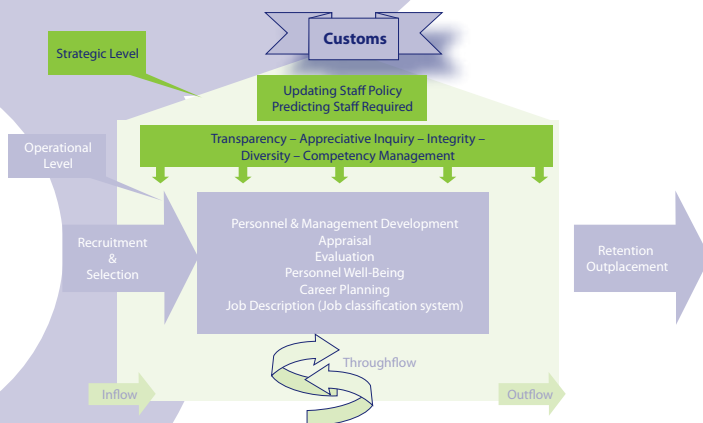 Customs
Strategic Level
Updating Staff Policy
Predicting Staff Required
Transparency – Appreciative Inquiry – Integrity –
Diversity – Competency Management
Operational
Level
Personnel & Management Development
Appraisal
Evaluation
Personnel Well-Being
Career Planning
Job Description (Job classification system)
Recruitment
&
Selection
Retention
Outplacement
Throughflow
Inflow
Outflow